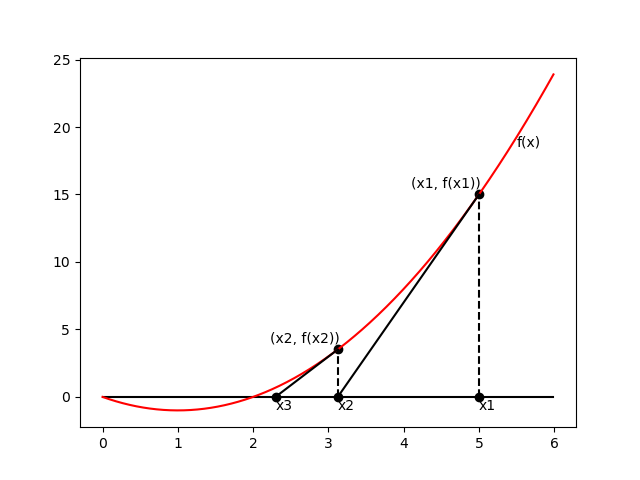 25
20
15
10
5
0
f(x)
(x1, f(x1))
(x2, f(x2))
x3
x2
x1
0 1 2 3 4 5 6